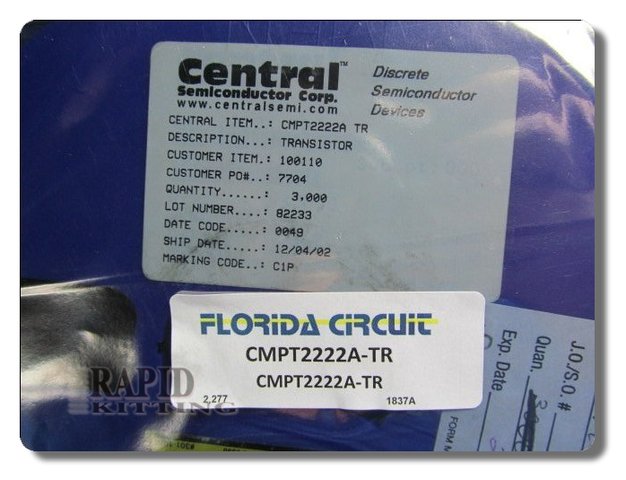 Central™
Semiconductor Corp.
www.centralsemi.com
Discrete
Semiconductor
Devices
CENTRAL ITEM..: CMPT2222A TR
DESCRIPTION...: TRANSISTOR
CUSTOMER ITEM.: 100110
CUSTOMER PO#..: 7704
QUANTITY......: 3,000
LOT NUMBER....: 82233
DATE CODE.....: 0049
SHIP DATE.....: 12/04/02
MARKING CODE..: C1P
FLORIDA CIRCUIT
CMPT2222A-TR
CMPT2222A-TR
2,277 1837A
RAPID
KITTING
J.O./S.O. #
Quan.
Exp. Date
FORM